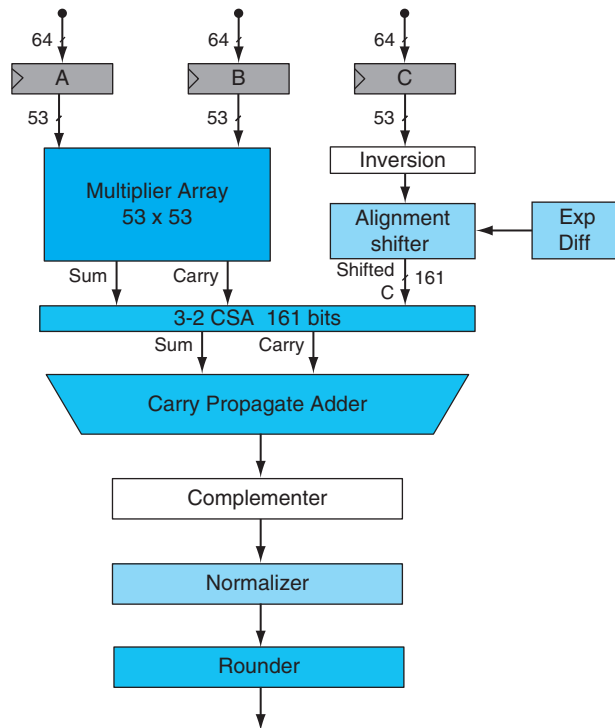 64 64 64
A B C
53 53 53
Multiplier Array
53 x 53
Inversion
Alignment
shifter
Exp
Diff
Sum Carry
Shifted
C
161
3-2 CSA 161 bits
Sum Carry
Carry Propagate Adder
Complementer
Normalizer
Rounder